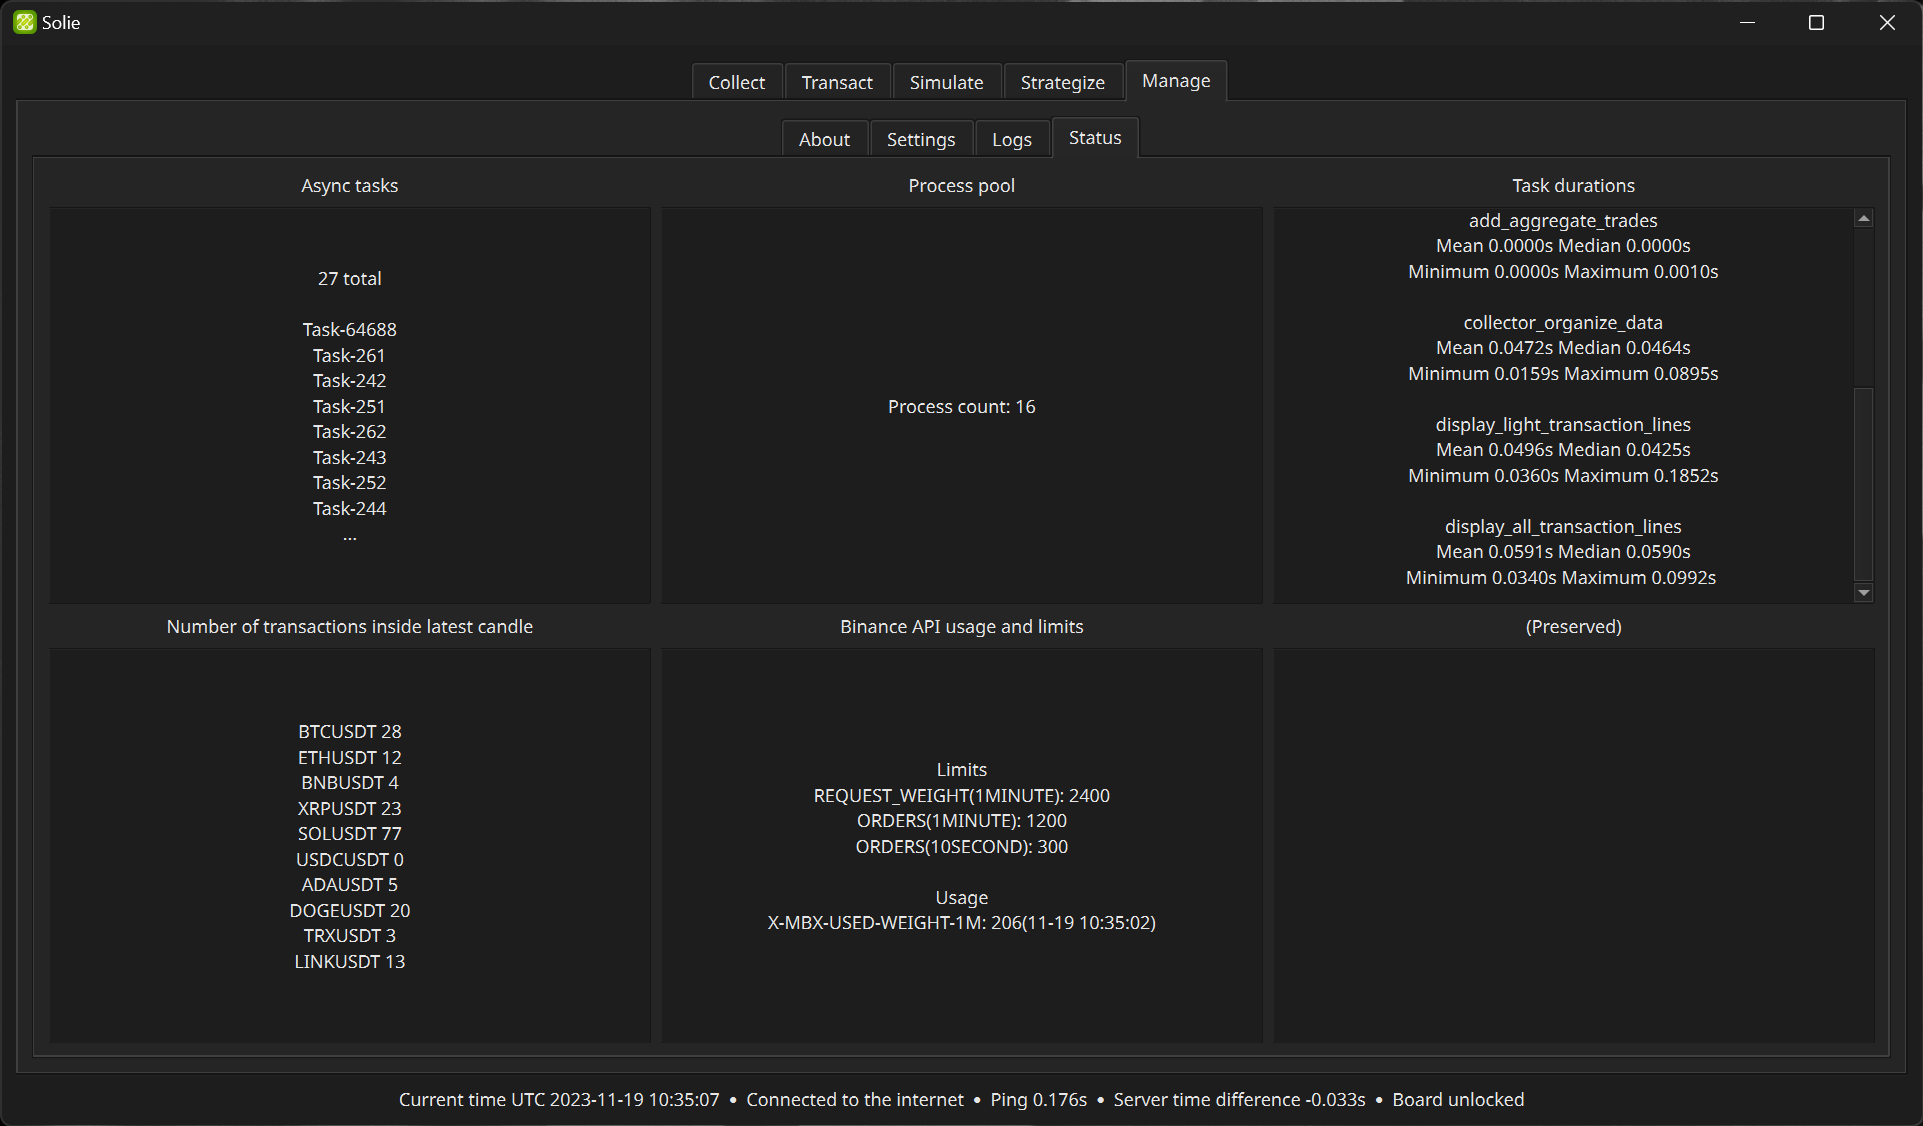 Solie
Collect
Transact
Simulate
Strategize
Manage
About
Settings
Logs
Status
Async tasks
27 total
Task-64688
Task-261
Task-242
Task-251
Task-262
Task-243
Task-252
Task-244
...
Process pool
Process count: 16
Task durations
add_aggregate_trades
Mean 0.0000s Median 0.0000s
Minimum 0.0000s Maximum 0.0010s
collector_organize_data
Mean 0.0472s Median 0.0464s
Minimum 0.0159s Maximum 0.0895s
display_light_transaction_lines
Mean 0.0496s Median 0.0425s
Minimum 0.0360s Maximum 0.1852s
display_all_transaction_lines
Mean 0.0591s Median 0.0590s
Minimum 0.0340s Maximum 0.0992s
Number of transactions inside latest candle
BTCUSDT 28
ETHUSDT 12
BNBUSDT 4
XRPUSDT 23
SOLUSDT 77
USDCUSDT 0
ADAUSDT 5
DOGEUSDT 20
TRXUSDT 3
LINKUSDT 13
Binance API usage and limits
Limits
REQUEST_WEIGHT(1MINUTE): 2400
ORDERS(1MINUTE): 1200
ORDERS(10SECOND): 300
Usage
X-MBX-USED-WEIGHT-1M: 206(11-19 10:35:02)
(Preserved)
Current time UTC 2023-11-19 10:35:07 • Connected to the internet • Ping 0.176s • Server time difference -0.033s • Board unlocked